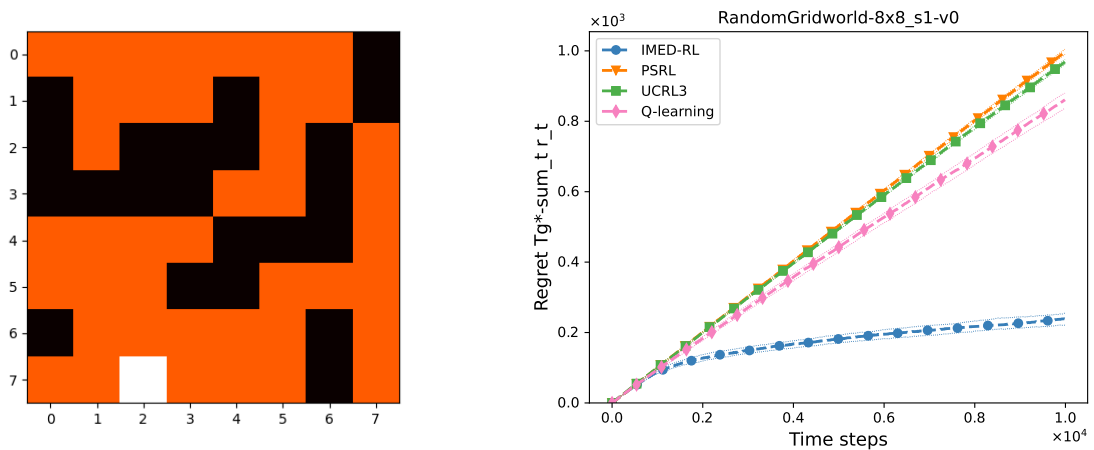 0
1
2
3
4
5
6
7
0 1 2 3 4 5 6 7
RandomGridworld-8x8_s1-v0
×10³
Regret Tg*-sum_t r_t
1.0
0.8
0.6
0.4
0.2
0.0
IMED-RL
PSRL
UCRL3
Q-learning
0.0 0.2 0.4 0.6 0.8 1.0
×10⁴
Time steps